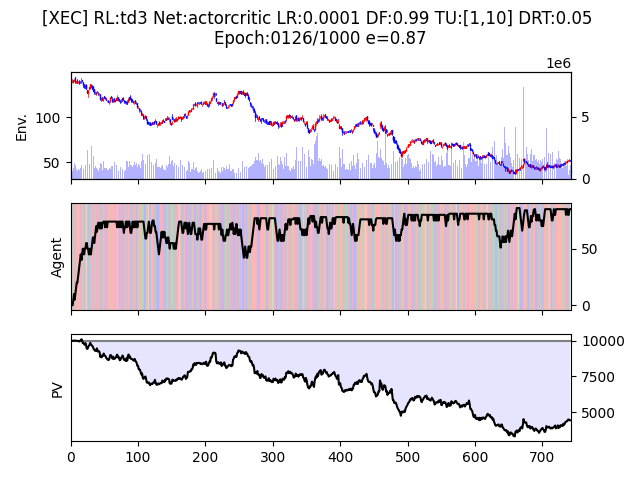 [XEC] RL:td3 Net:actorcritic LR:0.0001 DF:0.99 TU:[1,10] DRT:0.05
Epoch:0126/1000 e=0.87
1e6
Env.
100
50
5
0
Agent
50
0
PV
10000
7500
5000
0 100 200 300 400 500 600 700